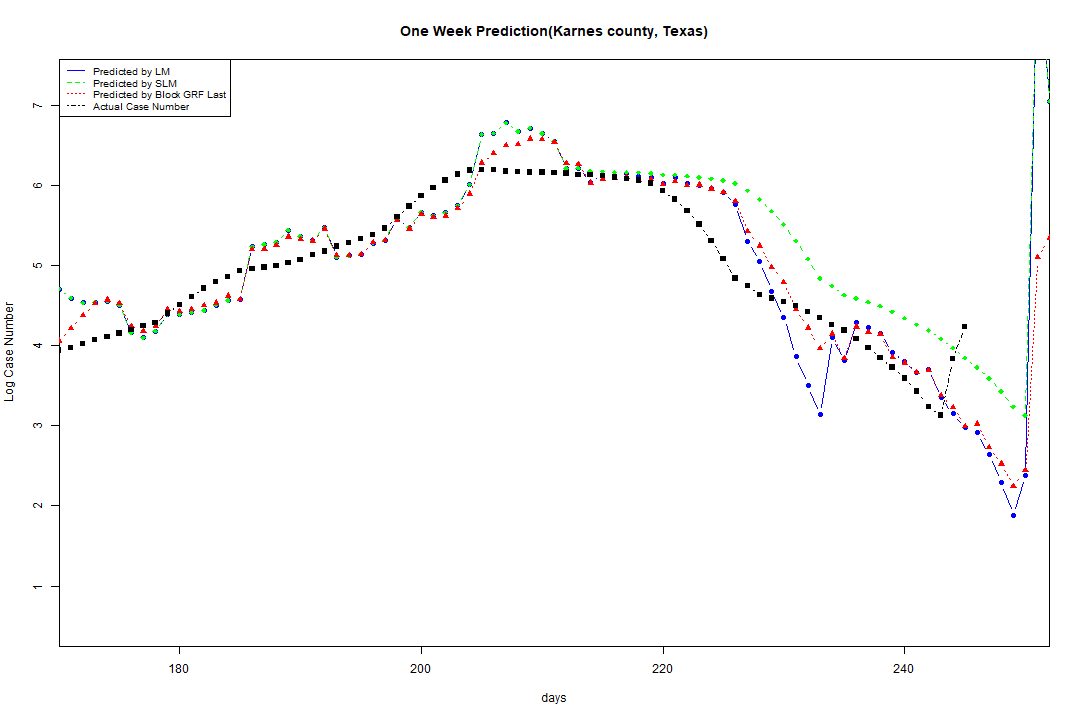 One Week Prediction(Karnes county, Texas)
Predicted by LM
Predicted by SLM
Predicted by Block GRF Last
Actual Case Number
Log Case Number
7
6
5
4
3
2
1
180 200 220 240
days